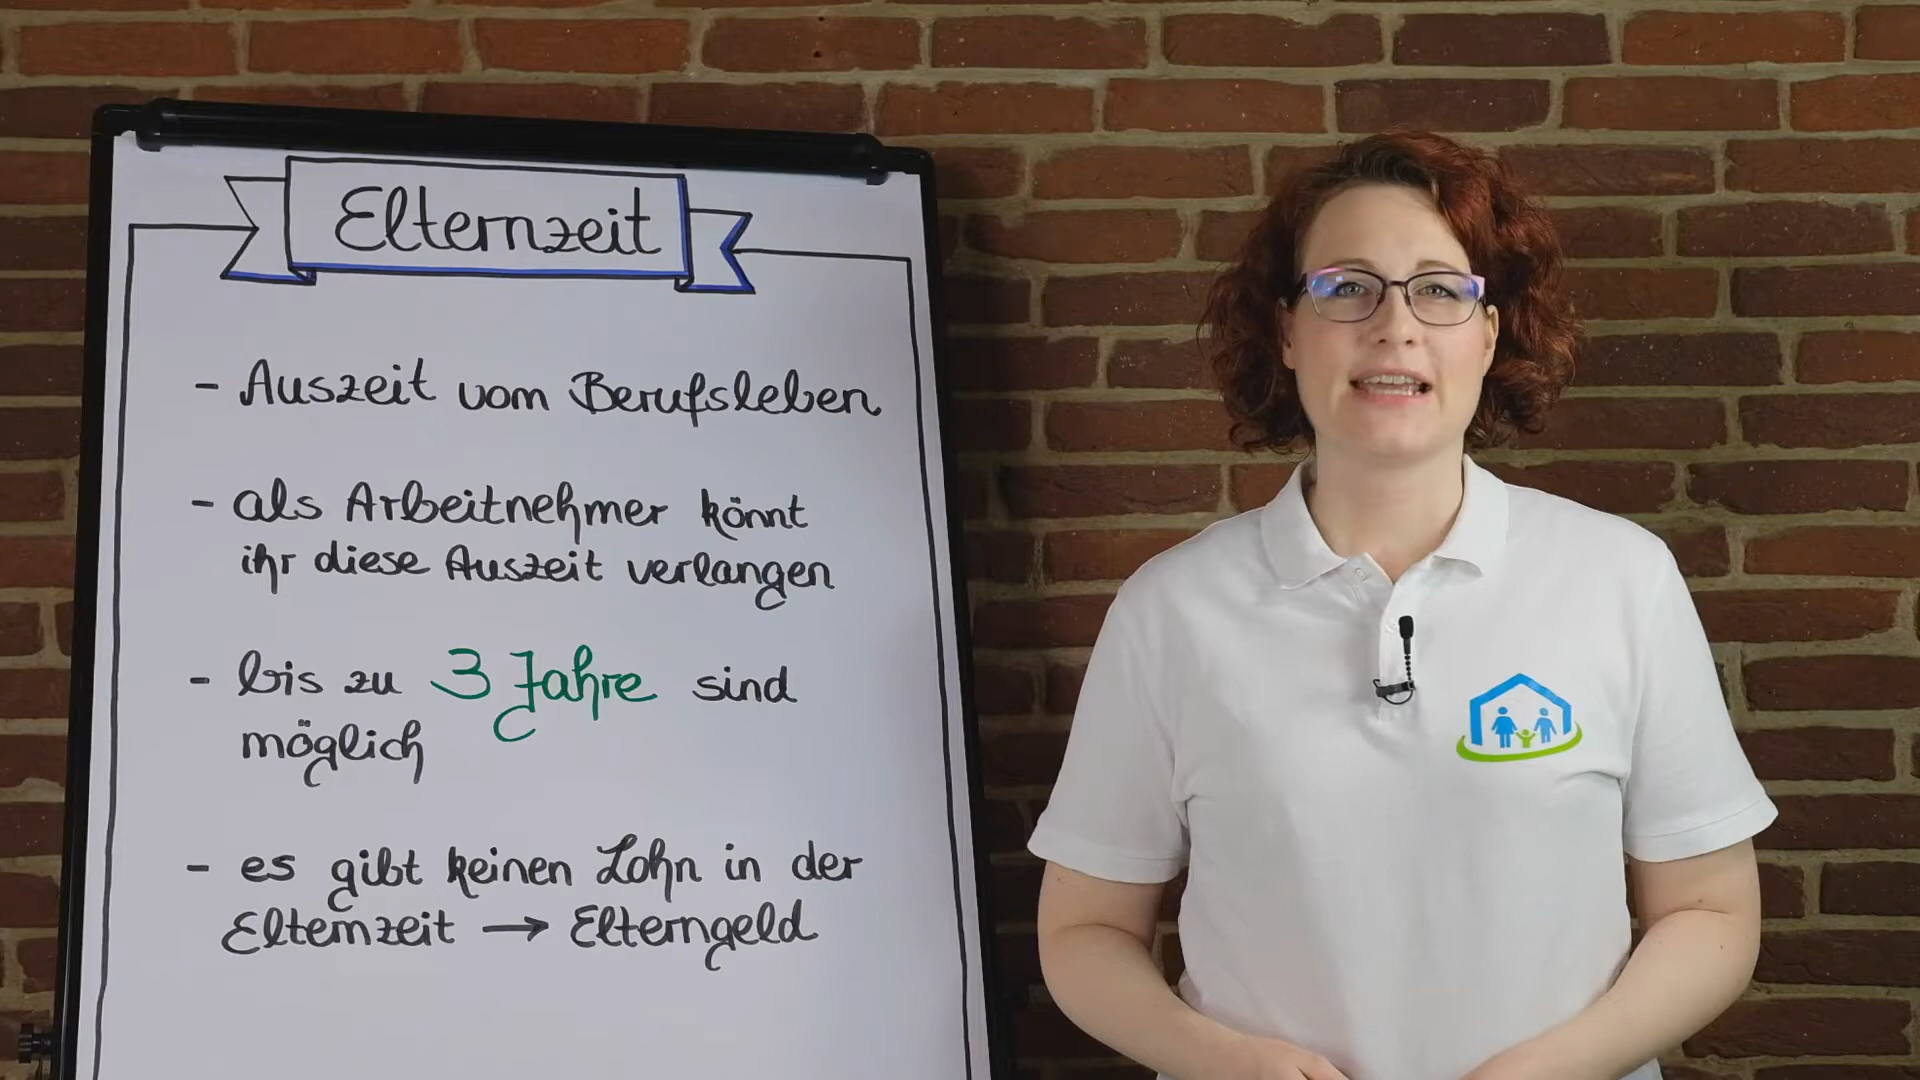 Elternzeit
- Auszeit vom Berufsleben
- als Arbeitnehmer könnt
ihr diese Auszeit verlangen
- bis zu 3 Jahre sind
möglich
- es gibt keinen Lohn in der
Elternzeit → Elterngeld